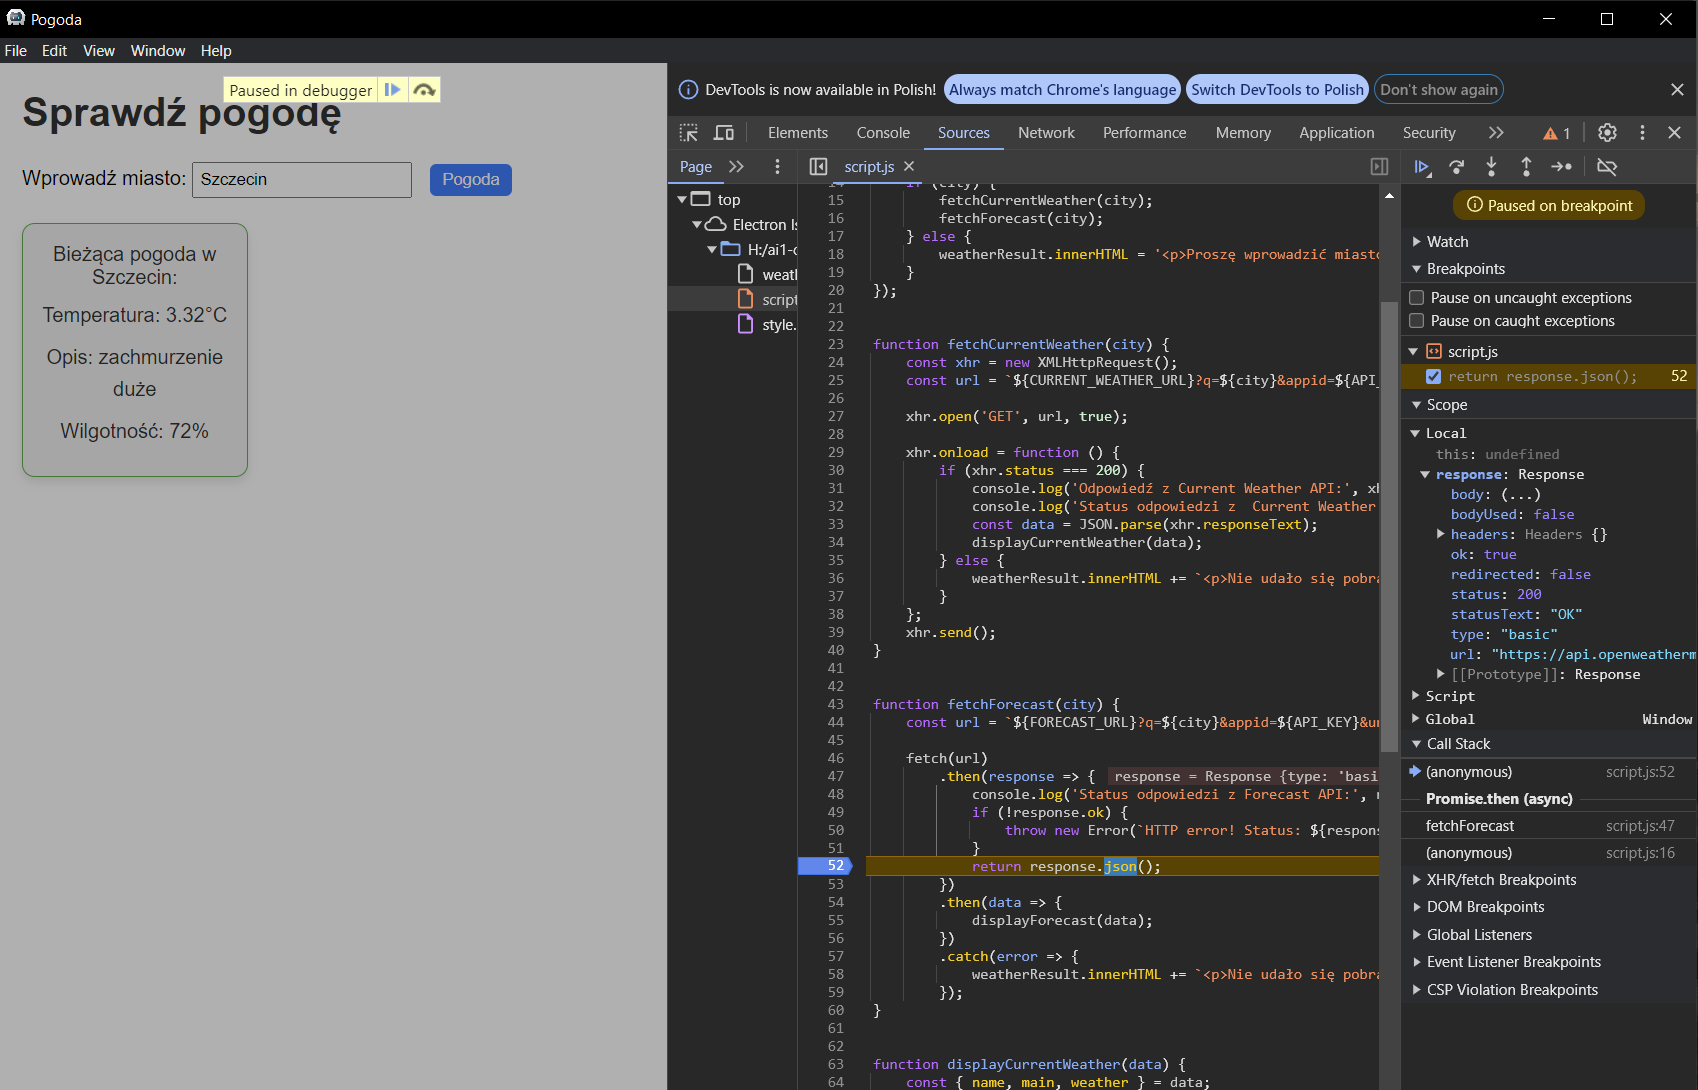 Pogoda
File Edit View Window Help
Paused in debugger
Sprawdź pogodę
Wprowadź miasto: Szczecin Pogoda
Bieżąca pogoda w
Szczecin:
Temperatura: 3.32°C
Opis: zachmurzenie
duże
Wilgotność: 72%
DevTools is now available in Polish! Always match Chrome's language Switch DevTools to Polish Don't show again
Elements Console Sources Network Performance Memory Application Security 1
Page script.js
top
Electron Is
H:/ai1-
weath
script
style.
14 if (city) {
15 fetchCurrentWeather(city);
16 fetchForecast(city);
17 } else {
18 weatherResult.innerHTML = '<p>Proszę wprowadzić miasto
19 }
20 });
21
22
23 function fetchCurrentWeather(city) {
24 const xhr = new XMLHttpRequest();
25 const url = `${CURRENT_WEATHER_URL}?q=${city}&appid=${API_
26
27 xhr.open('GET', url, true);
28
29 xhr.onload = function () {
30 if (xhr.status === 200) {
31 console.log('Odpowiedź z Current Weather API:', xh
32 console.log('Status odpowiedzi z  Current Weather
33 const data = JSON.parse(xhr.responseText);
34 displayCurrentWeather(data);
35 } else {
36 weatherResult.innerHTML += `<p>Nie udało się pobra
37 }
38 };
39 xhr.send();
40 }
41
42
43 function fetchForecast(city) {
44 const url = `${FORECAST_URL}?q=${city}&appid=${API_KEY}&un
45
46 fetch(url)
47 .then(response => { response = Response {type: 'basi
48 console.log('Status odpowiedzi z Forecast API:', r
49 if (!response.ok) {
50 throw new Error(`HTTP error! Status: ${respons
51 }
52 return response.json();
53 })
54 .then(data => {
55 displayForecast(data);
56 })
57 .catch(error => {
58 weatherResult.innerHTML += `<p>Nie udało się pobra
59 });
60 }
61
62
63 function displayCurrentWeather(data) {
64 const { name, main, weather } = data;
Paused on breakpoint
Watch
Breakpoints
Pause on uncaught exceptions
Pause on caught exceptions
script.js
return response.json(); 52
Scope
Local
this: undefined
response: Response
body: (...)
bodyUsed: false
headers: Headers {}
ok: true
redirected: false
status: 200
statusText: "OK"
type: "basic"
url: "https://api.openweatherm
[[Prototype]]: Response
Script
Global Window
Call Stack
(anonymous) script.js:52
Promise.then (async)
fetchForecast script.js:47
(anonymous) script.js:16
XHR/fetch Breakpoints
DOM Breakpoints
Global Listeners
Event Listener Breakpoints
CSP Violation Breakpoints